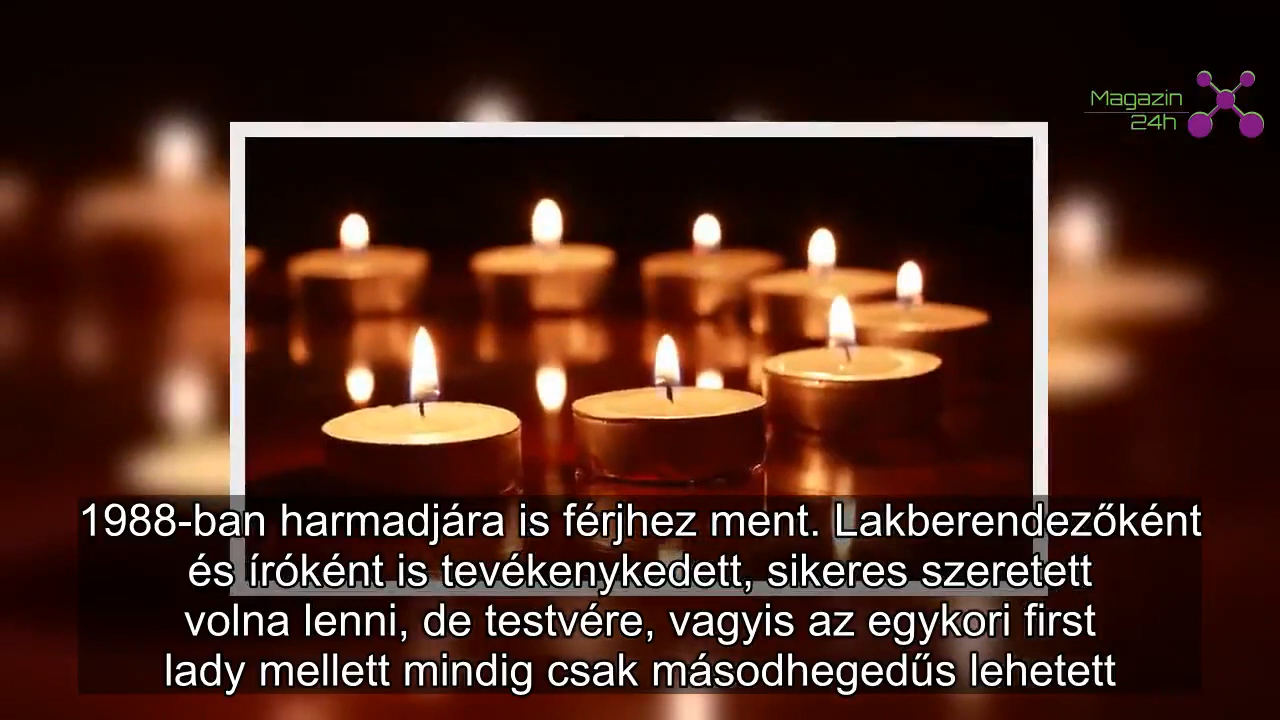 Magazin
24h
1988-ban harmadjára is férjhez ment. Lakberendezőként
és íróként is tevékenykedett, sikeres szeretett
volna lenni, de testvére, vagyis az egykori first
lady mellett mindig csak másodhegedűs lehetett